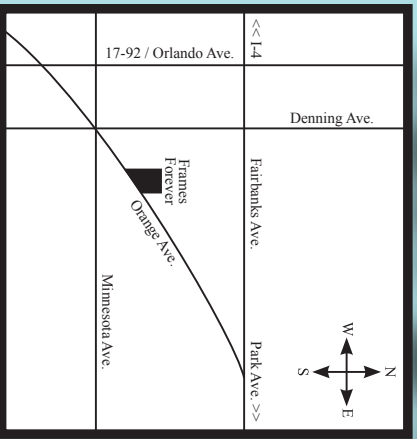 << I-4
17-92 / Orlando Ave.
Denning Ave.
Fairbanks Ave.
Frames
Forever
Orange Ave.
Minnesota Ave.
Park Ave. >>
W
N
S
E